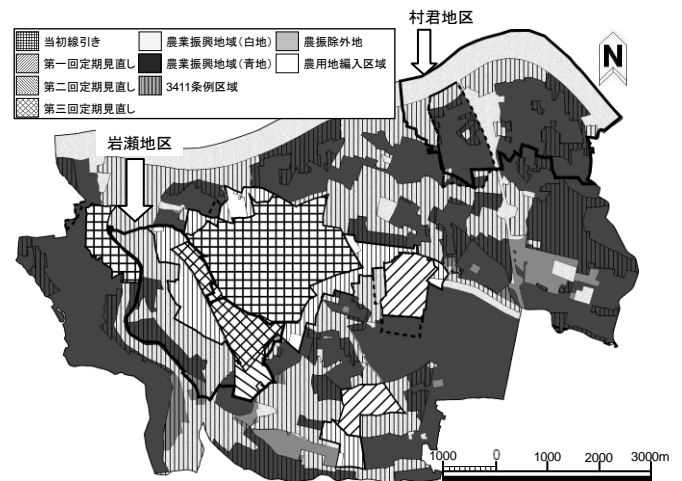 村君地区
当初線引き
農業振興地域(白地)
農振除外地
第一回定期見直し
農業振興地域(青地)
農用地編入区域
第二回定期見直し
3411条例区域
第三回定期見直し
N
岩瀬地区
1000 0 1000 2000 3000m